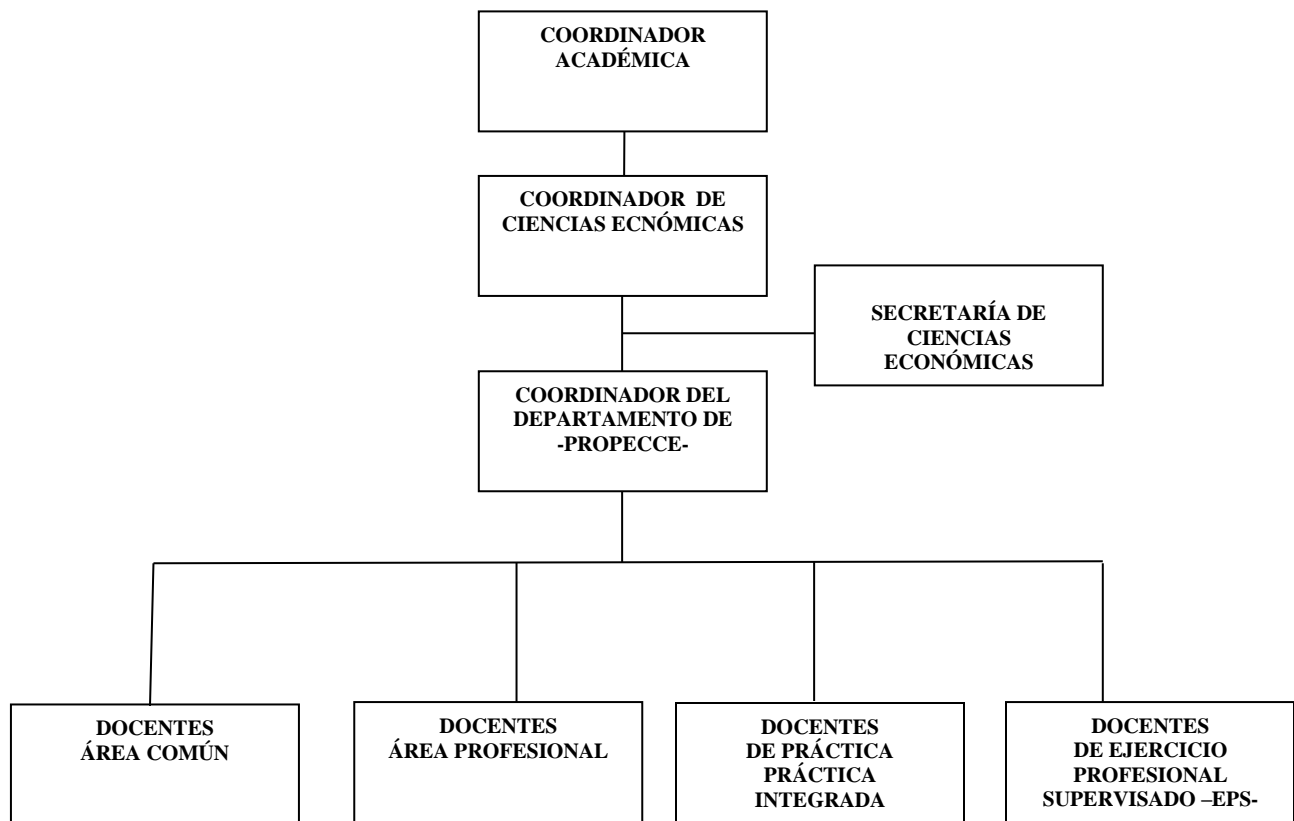 COORDINADOR
ACADÉMICA
COORDINADOR DE
CIENCIAS ECNÓMICAS
SECRETARÍA DE
CIENCIAS
ECONÓMICAS
COORDINADOR DEL
DEPARTAMENTO DE
-PROPECCE-
DOCENTES
ÁREA COMÚN
DOCENTES
ÁREA PROFESIONAL
DOCENTES
DE PRÁCTICA
PRÁCTICA
INTEGRADA
DOCENTES
DE EJERCICIO
PROFESIONAL
SUPERVISADO –EPS-